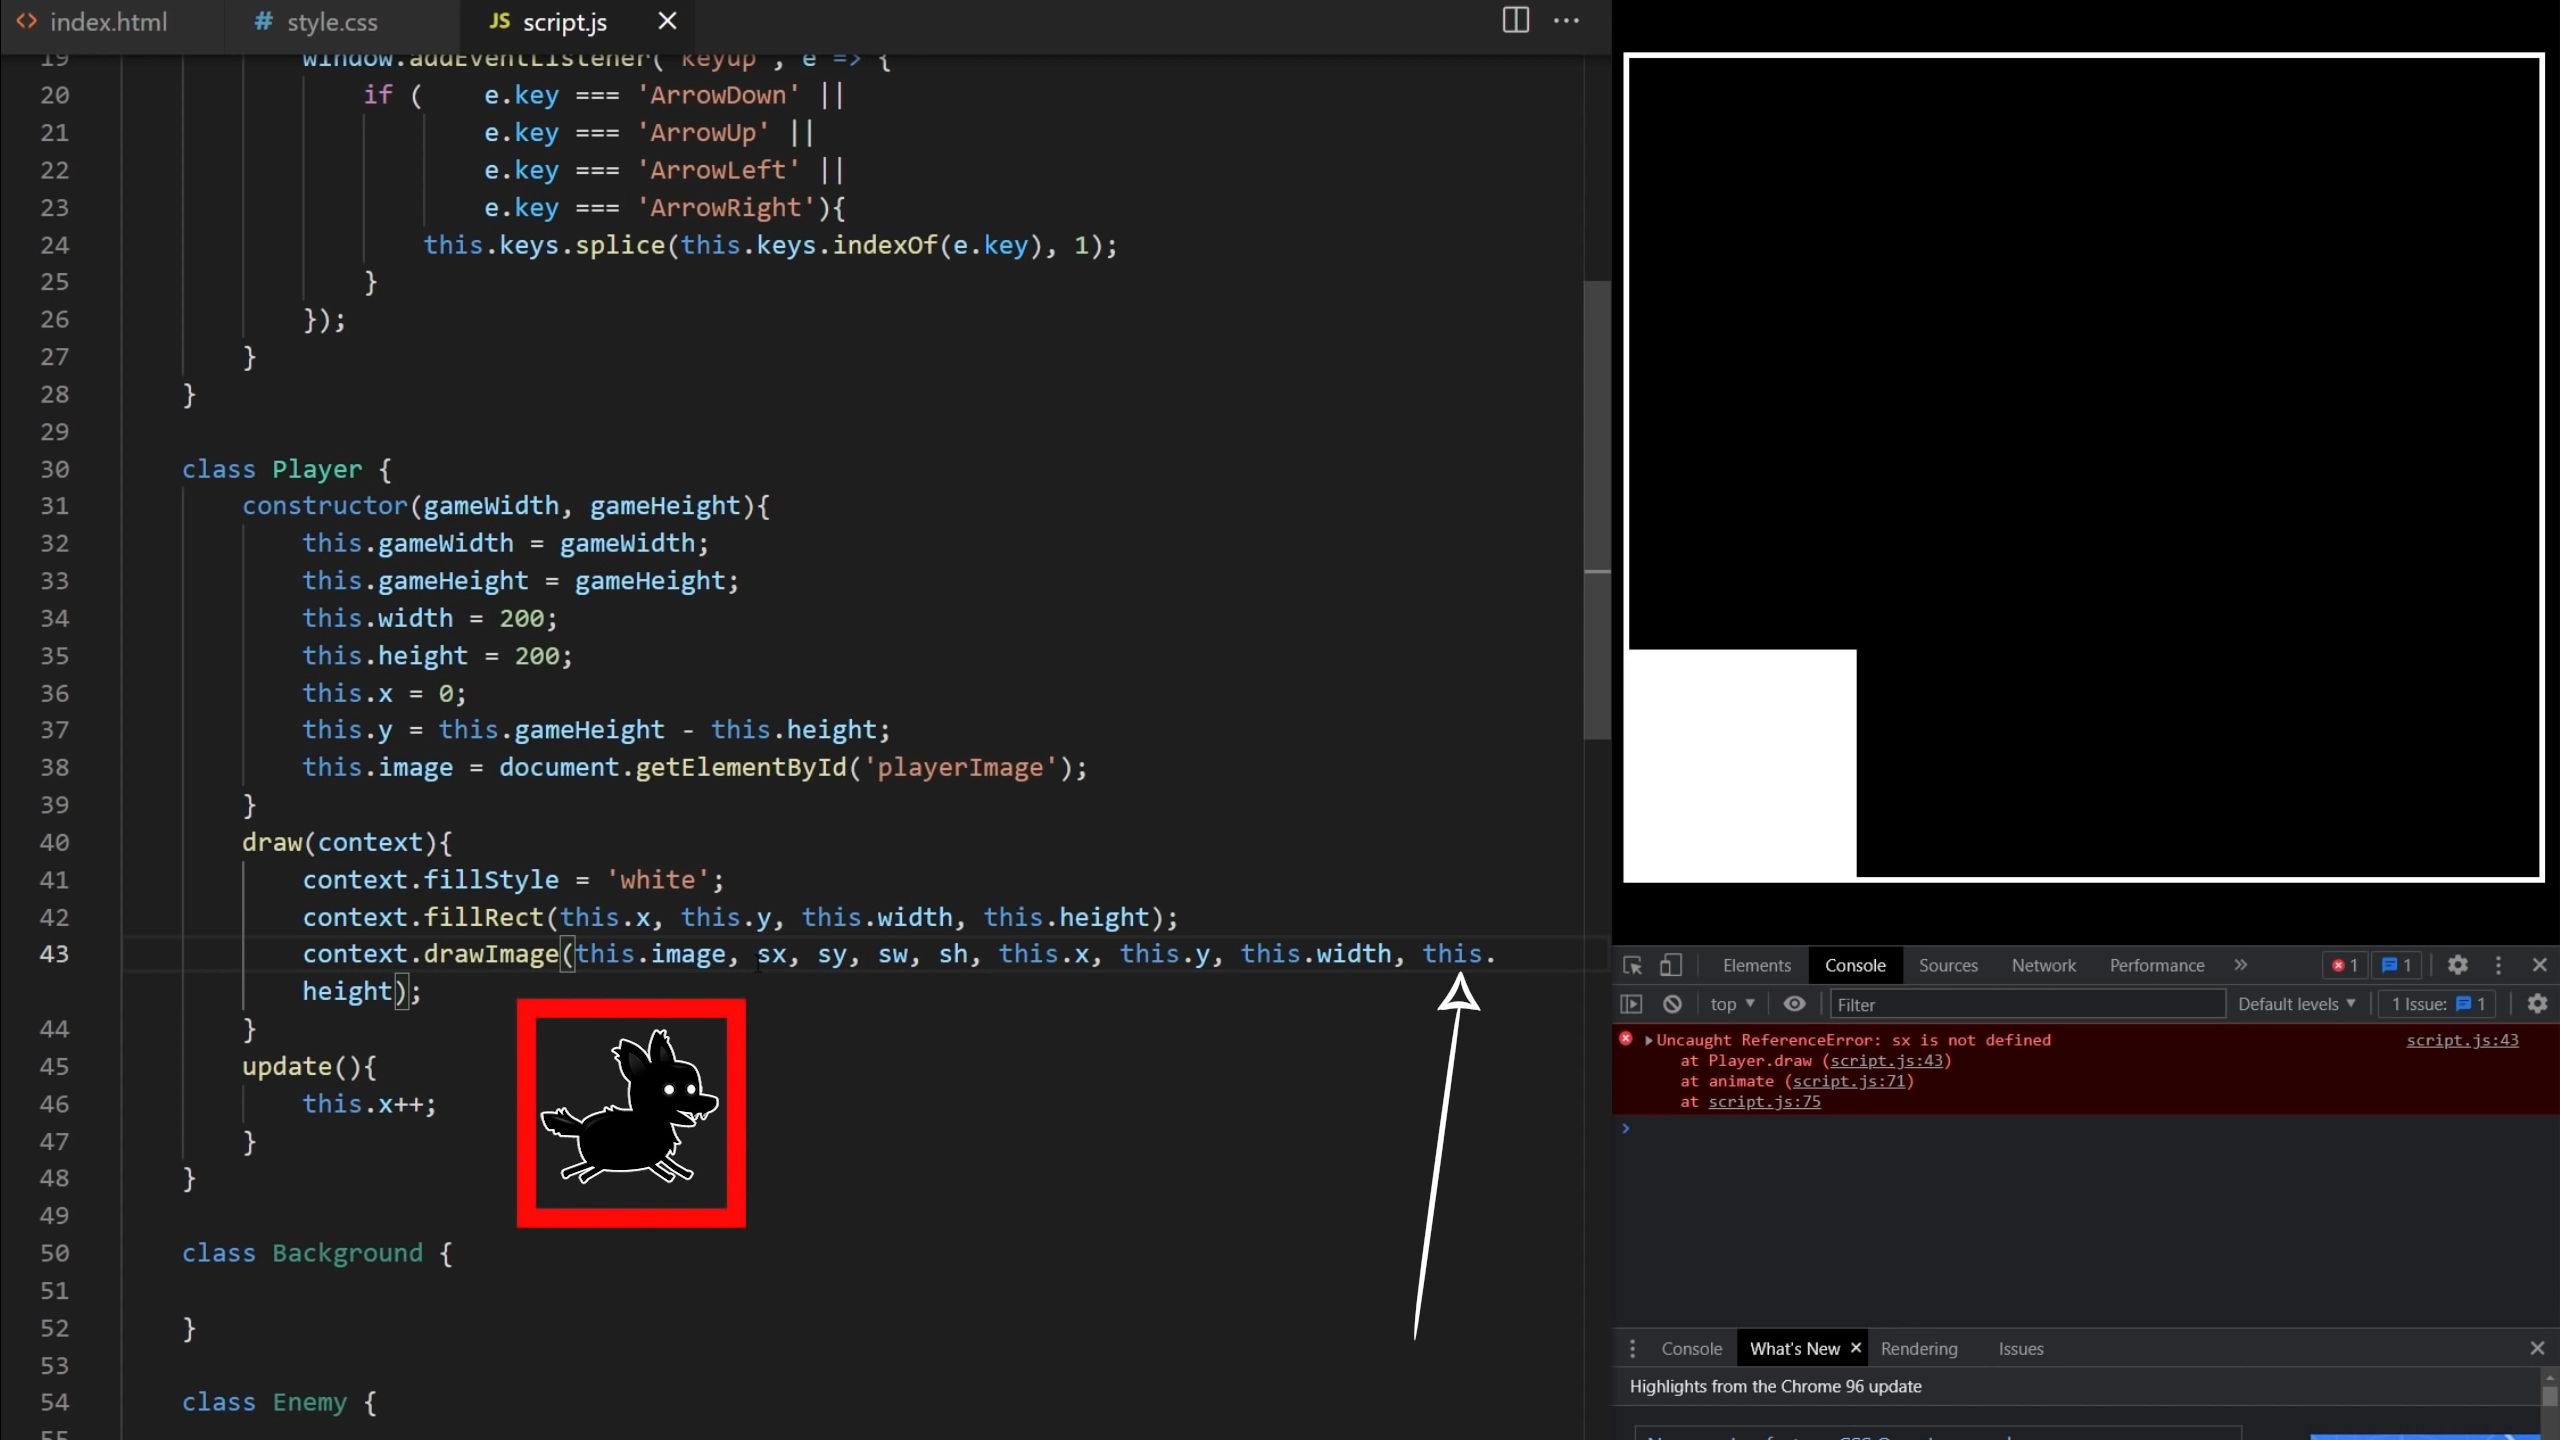 index.html
# style.css
JS script.js
19 window.addEventListener('keyup', e => {
20 if ( e.key === 'ArrowDown' ||
21 e.key === 'ArrowUp' ||
22 e.key === 'ArrowLeft' ||
23 e.key === 'ArrowRight'){
24 this.keys.splice(this.keys.indexOf(e.key), 1);
25 }
26 });
27 }
28 }
29
30 class Player {
31 constructor(gameWidth, gameHeight){
32 this.gameWidth = gameWidth;
33 this.gameHeight = gameHeight;
34 this.width = 200;
35 this.height = 200;
36 this.x = 0;
37 this.y = this.gameHeight - this.height;
38 this.image = document.getElementById('playerImage');
39 }
40 draw(context){
41 context.fillStyle = 'white';
42 context.fillRect(this.x, this.y, this.width, this.height);
43 context.drawImage(this.image, sx, sy, sw, sh, this.x, this.y, this.width, this.
height);
44 }
45 update(){
46 this.x++;
47 }
48 }
49
50 class Background {
51
52 }
53
54 class Enemy {
55
Elements Console Sources Network Performance » 1 1
top Filter Default levels 1 Issue: 1
Uncaught ReferenceError: sx is not defined script.js:43
at Player.draw (script.js:43)
at animate (script.js:71)
at script.js:75
Console What's New Rendering Issues
Highlights from the Chrome 96 update